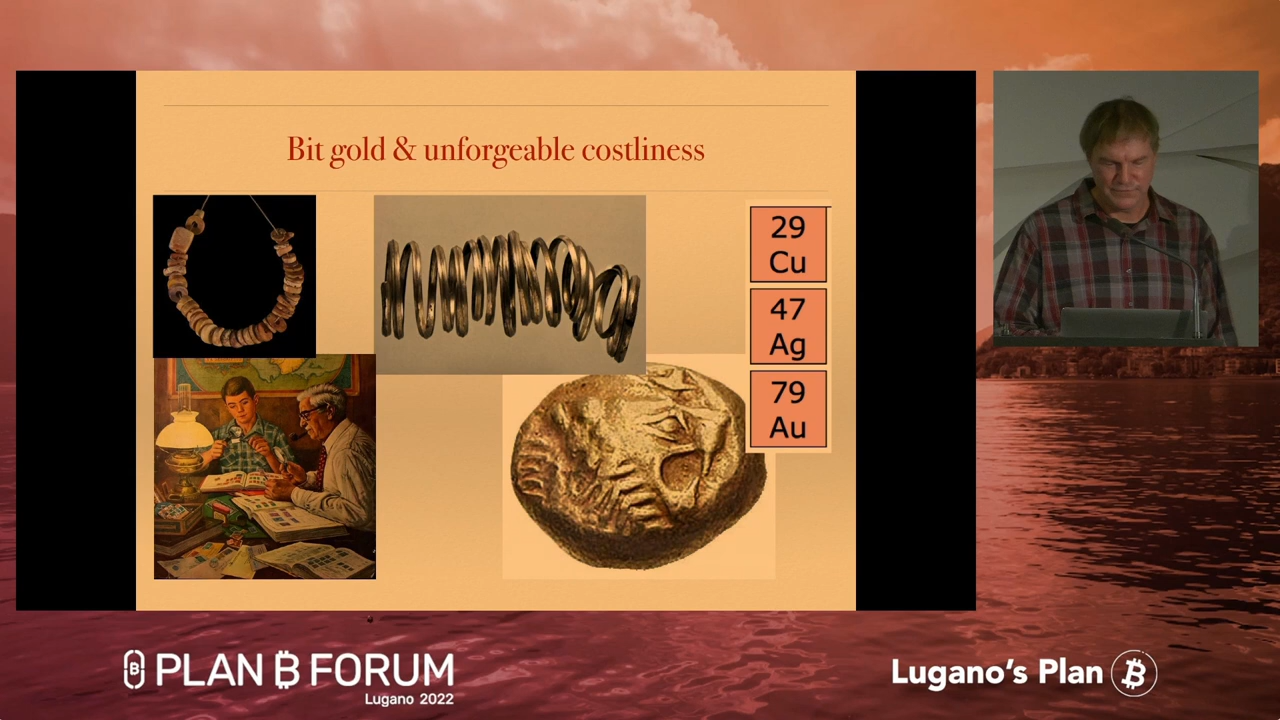 Bit gold & unforgeable costliness
29
Cu
47
Ag
79
Au
PLAN ₿ FORUM
Lugano 2022
Lugano's Plan ₿